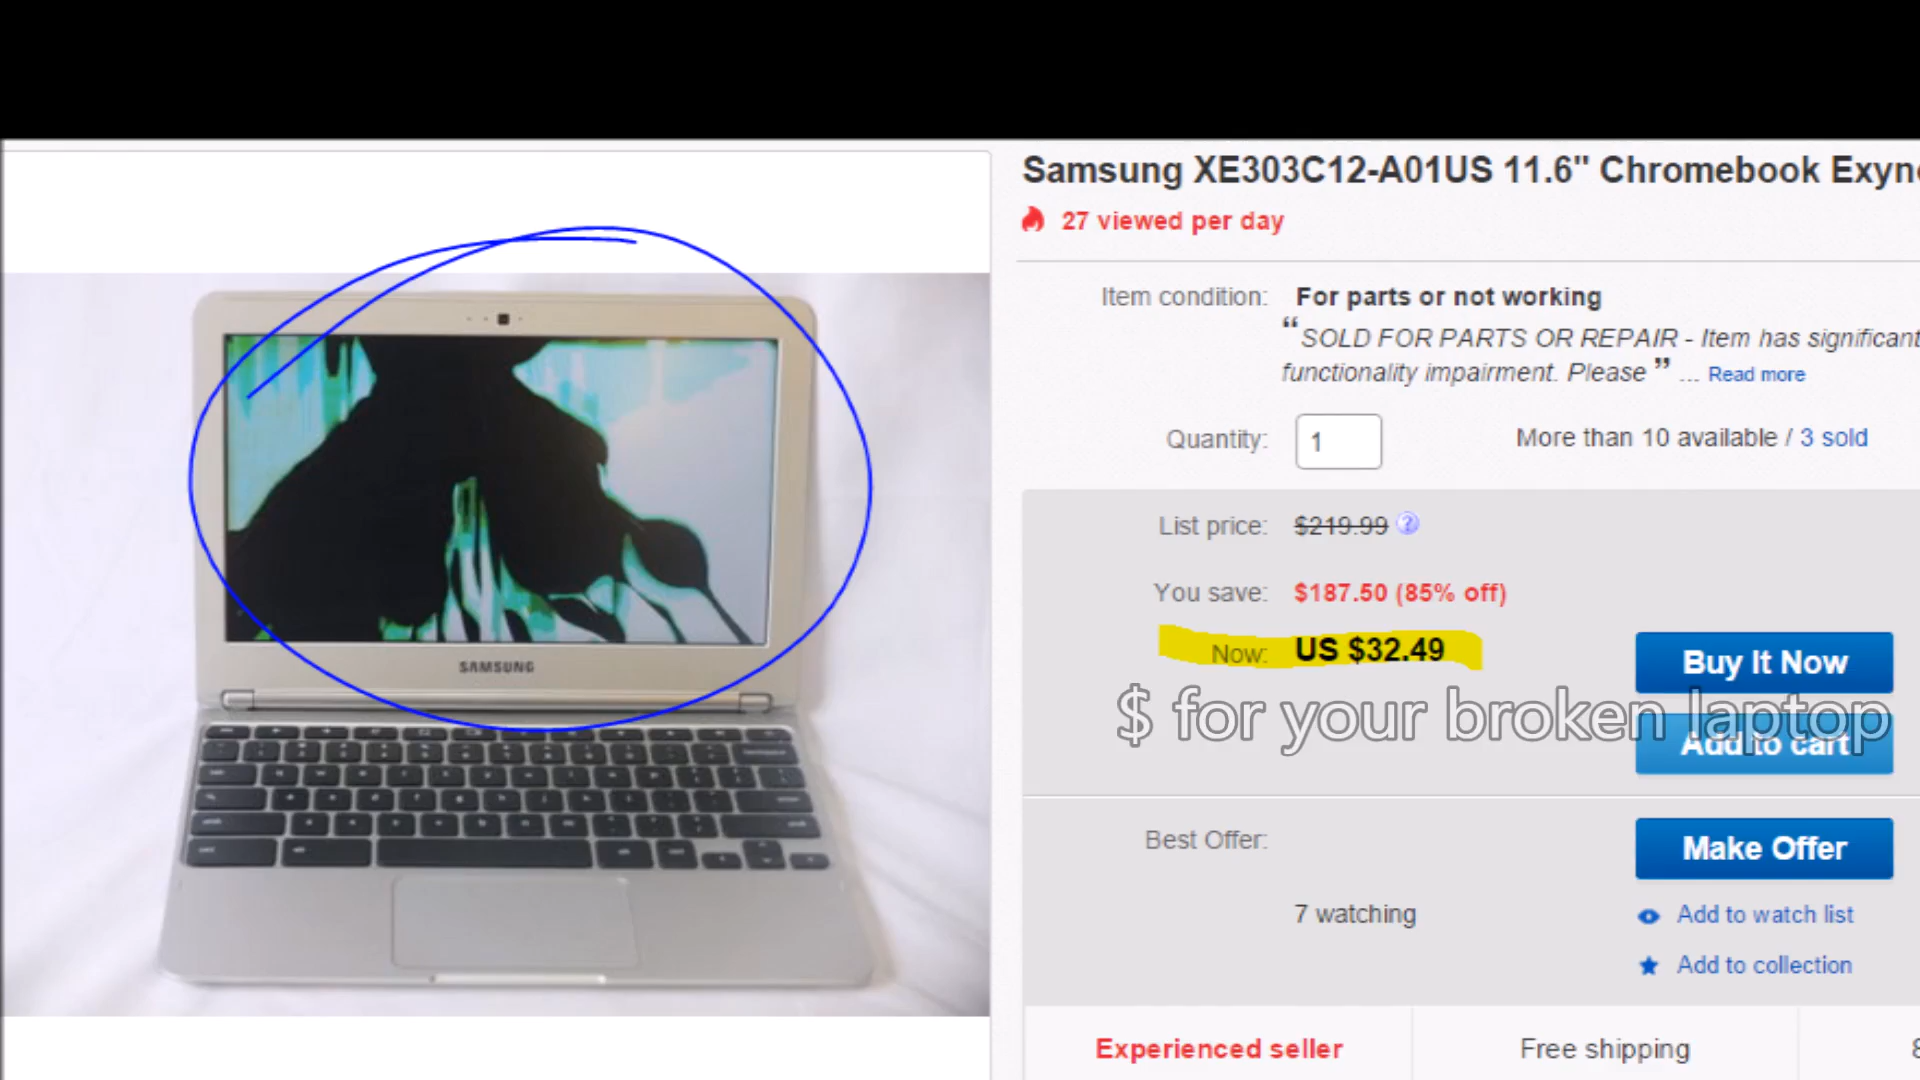 Samsung XE303C12-A01US 11.6" Chromebook
27 viewed per day
Item condition: For parts or not working
“SOLD FOR PARTS OR REPAIR - Item has significant
functionality impairment. Please ” ... Read more
Quantity: 1 More than 10 available / 3 sold
List price: $219.99 ?
You save: $187.50 (85% off)
Now: US $32.49 Buy It Now
$ for your broken laptop
Add to cart
Best Offer: Make Offer
7 watching Add to watch list
Add to collection
Experienced seller Free shipping
SAMSUNG